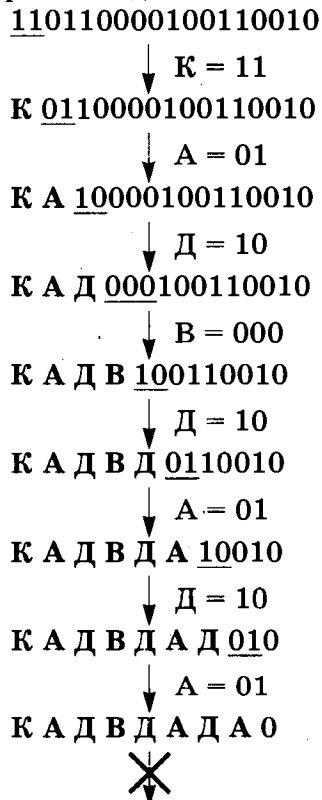 110110000100110010
К = 11
К 0110000100110010
А = 01
К А 10000100110010
Д = 10
К А Д 000100110010
В = 000
К А Д В 100110010
Д = 10
К А Д В Д 0110010
А = 01
К А Д В Д А 10010
Д = 10
К А Д В Д А Д 010
А = 01
К А Д В Д А Д А 0